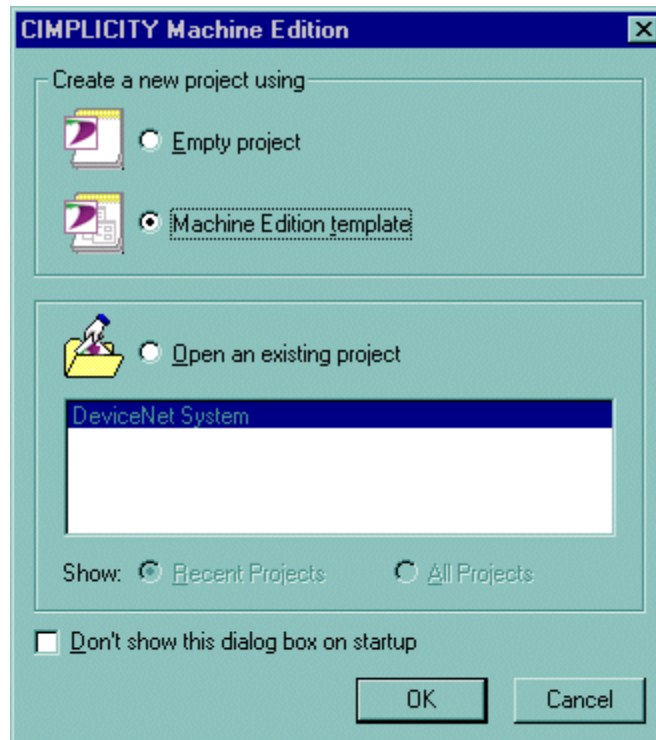 CIMPLICITY Machine Edition
Create a new project using
Empty project
Machine Edition template
Open an existing project
DeviceNet System
Show: Recent Projects All Projects
Don't show this dialog box on startup
OK Cancel